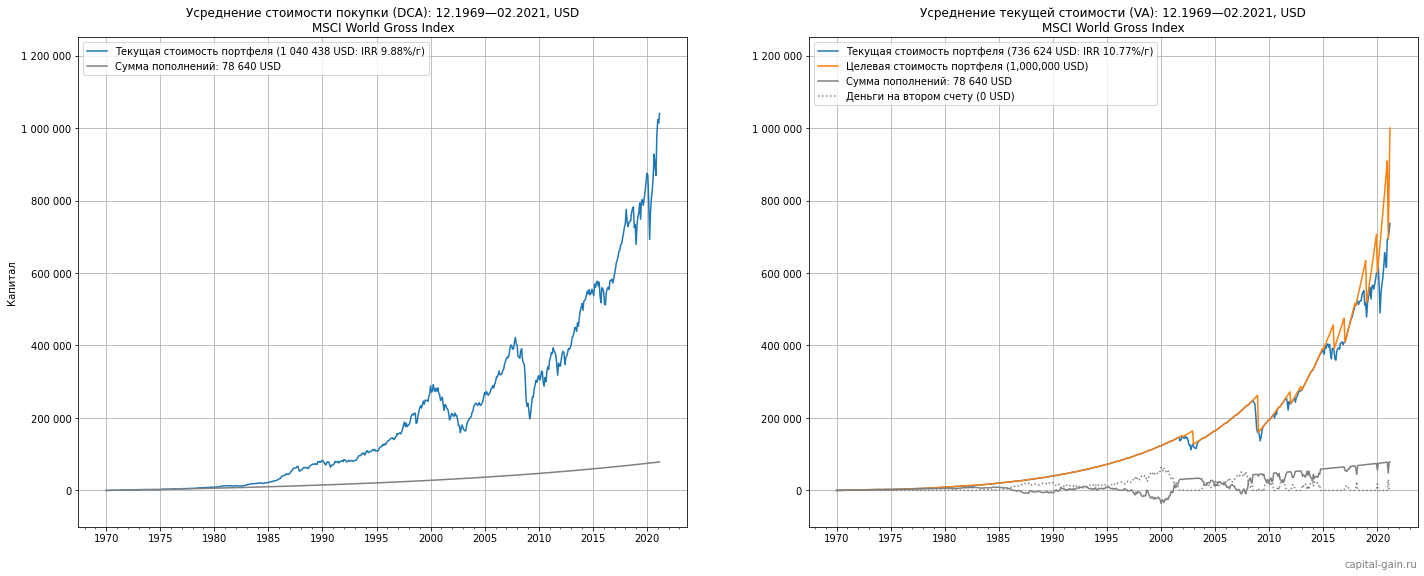 Усреднение стоимости покупки (DCA): 12.1969—02.2021, USD
MSCI World Gross Index
Текущая стоимость портфеля (1 040 438 USD: IRR 9.88%/г)
Сумма пополнений: 78 640 USD
Капитал
1 200 000
1 000 000
800 000
600 000
400 000
200 000
0
1970 1975 1980 1985 1990 1995 2000 2005 2010 2015 2020
Усреднение текущей стоимости (VA): 12.1969—02.2021, USD
MSCI World Gross Index
Текущая стоимость портфеля (736 624 USD: IRR 10.77%/г)
Целевая стоимость портфеля (1,000,000 USD)
Сумма пополнений: 78 640 USD
Деньги на втором счету (0 USD)
1 200 000
1 000 000
800 000
600 000
400 000
200 000
0
1970 1975 1980 1985 1990 1995 2000 2005 2010 2015 2020
capital-gain.ru